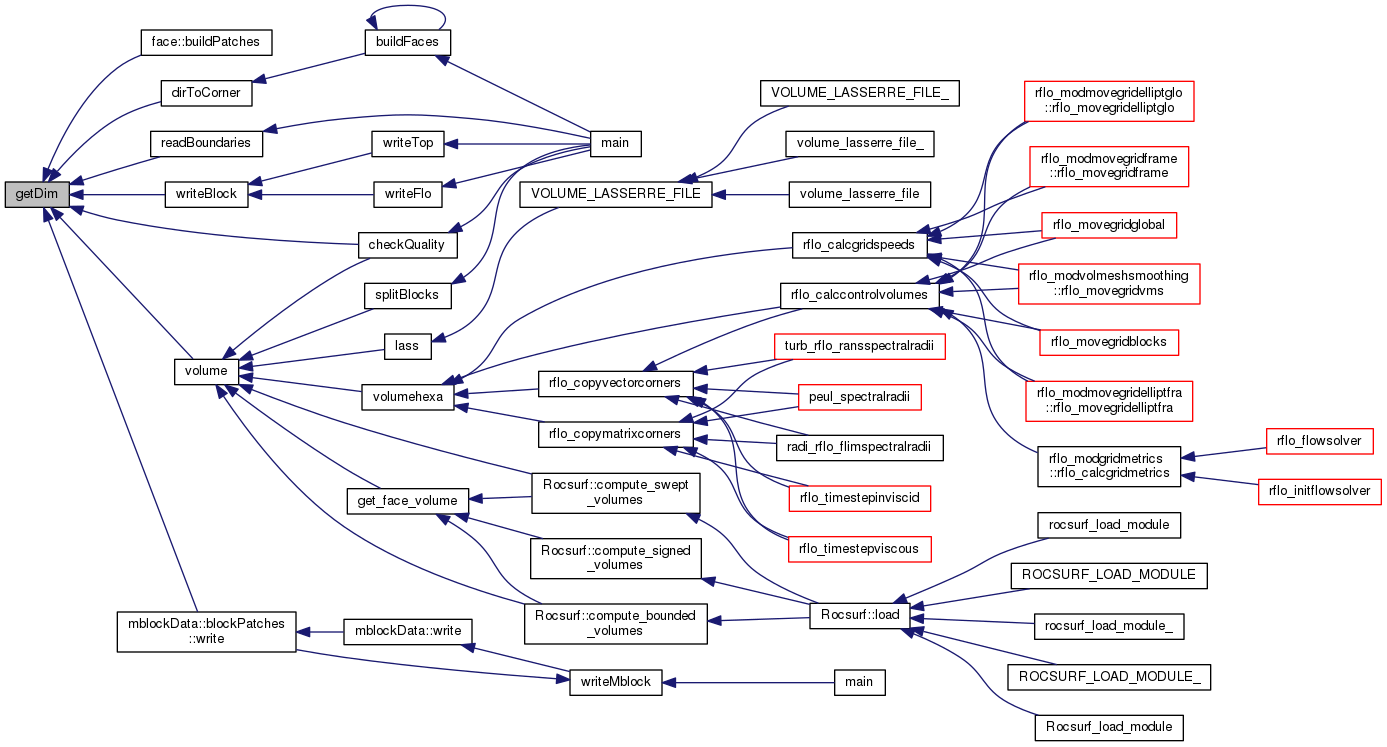 getDim
face::buildPatches
dirToCorner
readBoundaries
writeBlock
checkQuality
volume
mblockData::blockPatches
::write
buildFaces
writeTop
writeFlo
splitBlocks
lass
volumehexa
get_face_volume
mblockData::write
main
VOLUME_LASSERRE_FILE
rflo_copyvectorcorners
rflo_copymatrixcorners
Rocsurf::compute_swept
_volumes
Rocsurf::compute_signed
_volumes
Rocsurf::compute_bounded
_volumes
writeMblock
VOLUME_LASSERRE_FILE_
volume_lasserre_file_
volume_lasserre_file
rflo_calcgridspeeds
rflo_calccontrolvolumes
turb_rflo_ransspectralradii
peul_spectralradii
radi_rflo_flimspectralradii
rflo_timestepinviscid
rflo_timestepviscous
Rocsurf::load
main
rflo_modmovegridelliptglo
::rflo_movegridelliptglo
rflo_modmovegridframe
::rflo_movegridframe
rflo_movegridglobal
rflo_modvolmeshsmoothing
::rflo_movegridvms
rflo_movegridblocks
rflo_modmovegridelliptfra
::rflo_movegridelliptfra
rflo_modgridmetrics
::rflo_calcgridmetrics
rocsurf_load_module
ROCSURF_LOAD_MODULE
rocsurf_load_module_
ROCSURF_LOAD_MODULE_
Rocsurf_load_module
rflo_flowsolver
rflo_initflowsolver